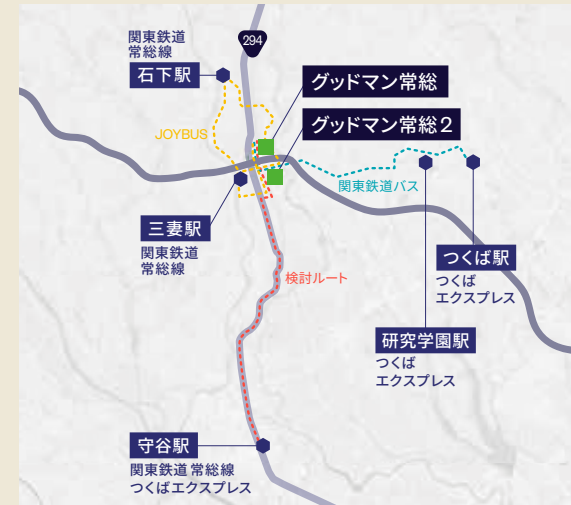 関東鉄道
常総線
石下駅
294
グッドマン常総
グッドマン常総2
JOYBUS
関東鉄道バス
三妻駅
関東鉄道
常総線
つくば駅
つくば
エクスプレス
検討ルート
研究学園駅
つくば
エクスプレス
守谷駅
関東鉄道 常総線
つくばエクスプレス